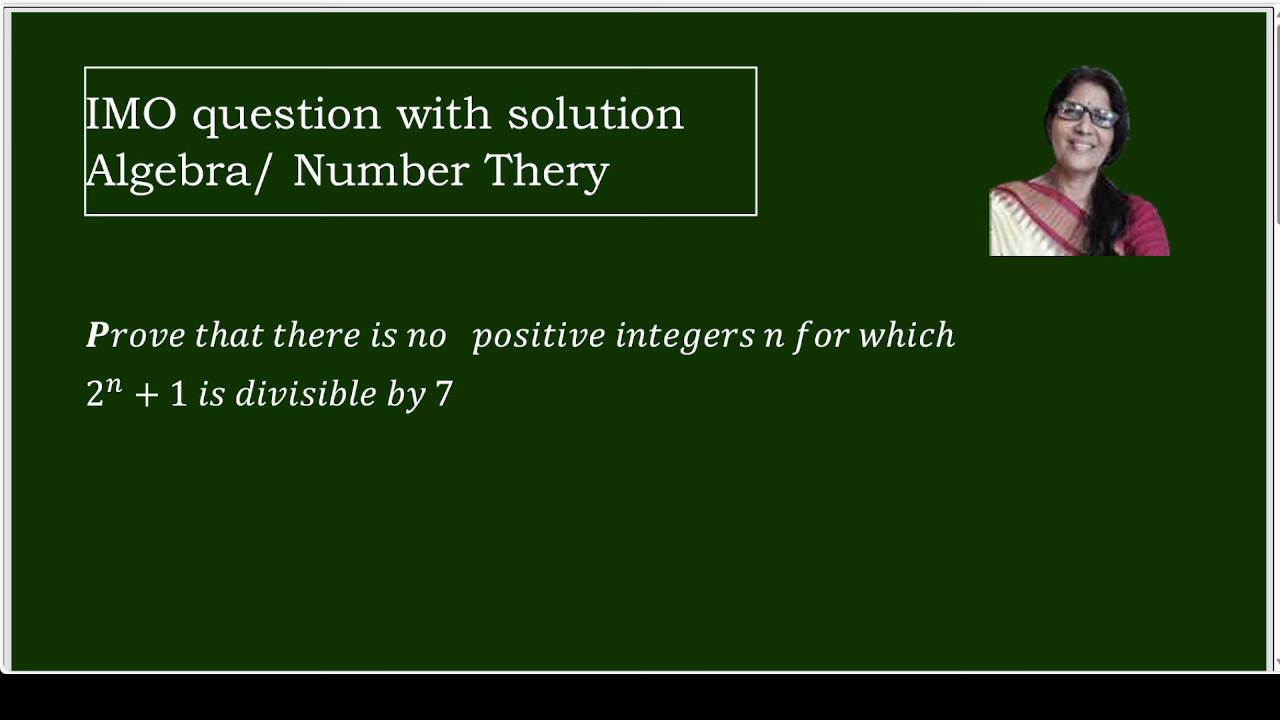 IMO question with solution
Algebra/ Number Thery
Prove that there is no positive integers n for which
2ⁿ + 1 is divisible by 7